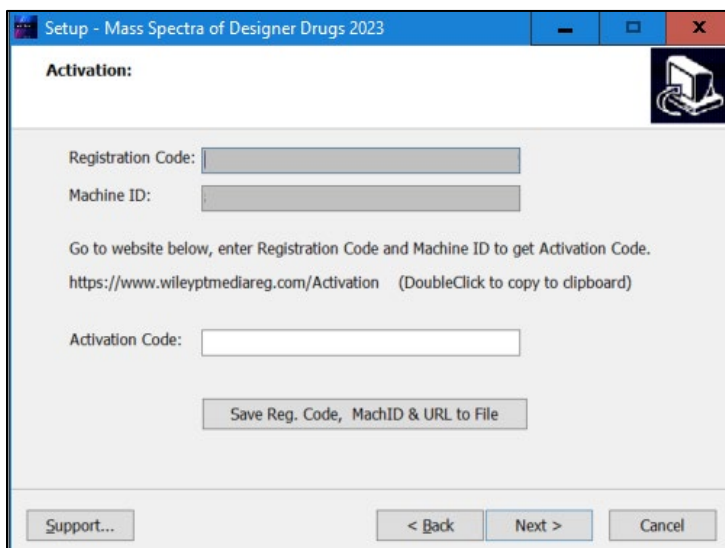 Setup - Mass Spectra of Designer Drugs 2023
Activation:
Registration Code:
Machine ID:
Go to website below, enter Registration Code and Machine ID to get Activation Code.
https://www.wileyptmediareg.com/Activation (DoubleClick to copy to clipboard)
Activation Code:
Save Reg. Code, MachID & URL to File
Support...
< Back
Next >
Cancel